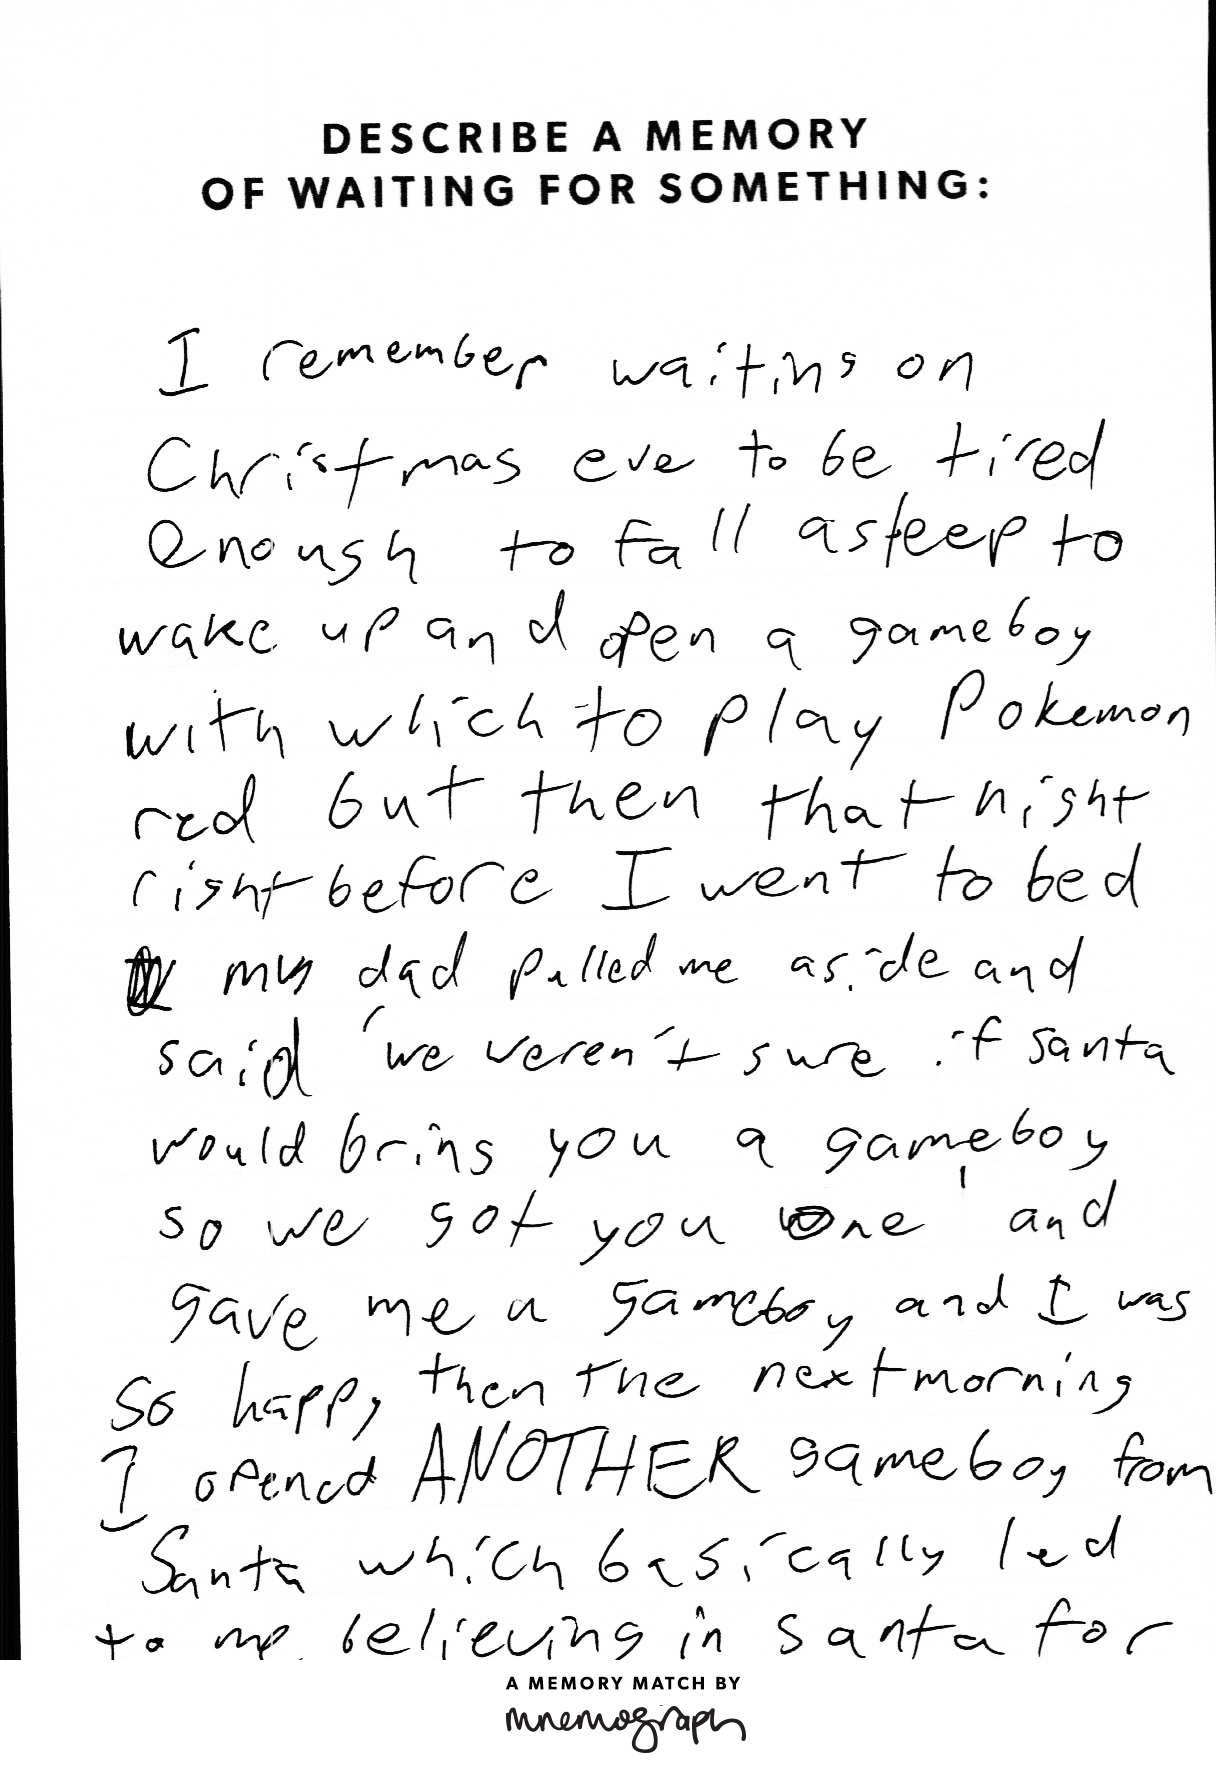 DESCRIBE A MEMORY
OF WAITING FOR SOMETHING:
I remember waiting on
Christmas eve to be tired
enough to fall asleep to
wake up and open a gameboy
with which to play Pokemon
red but then that night
right before I went to bed
my dad pulled me aside and
said 'we weren't sure if santa
would bring you a gameboy
so we got you one' and
gave me a gameboy and I was
so happy then the next morning
I opened ANOTHER gameboy from
Santa which basically led
to me believing in santa for
A MEMORY MATCH BY
mnemograph